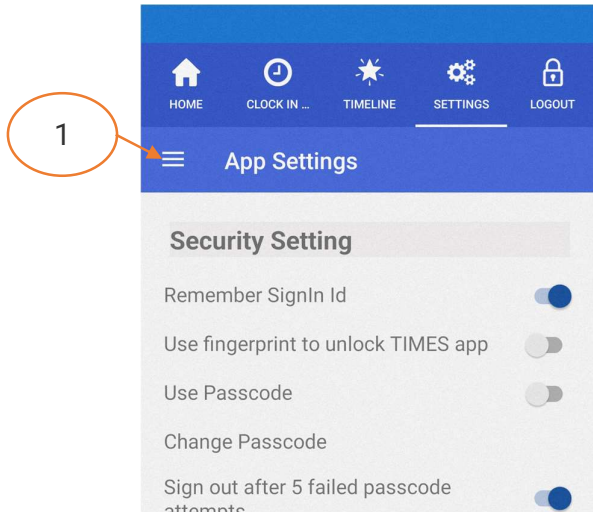 HOME CLOCK IN ... TIMELINE SETTINGS LOGOUT
1
App Settings
Security Setting
Remember SignIn Id
Use fingerprint to unlock TIMES app
Use Passcode
Change Passcode
Sign out after 5 failed passcode
attempts